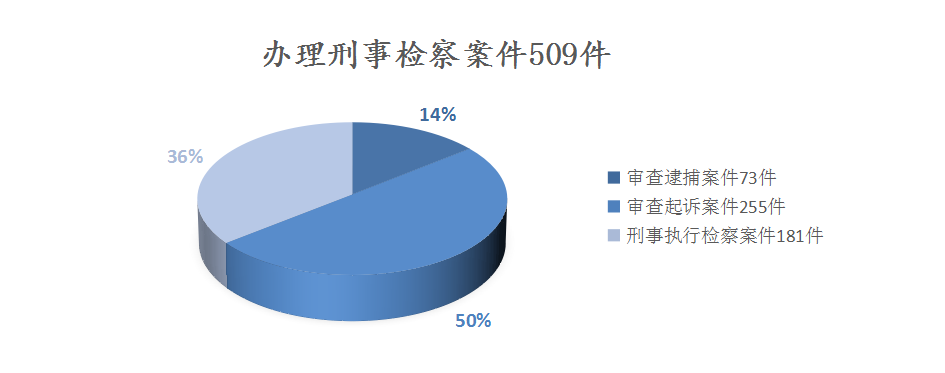 办理刑事检察案件509件
14%
36%
50%
审查逮捕案件73件
审查起诉案件255件
刑事执行检察案件181件